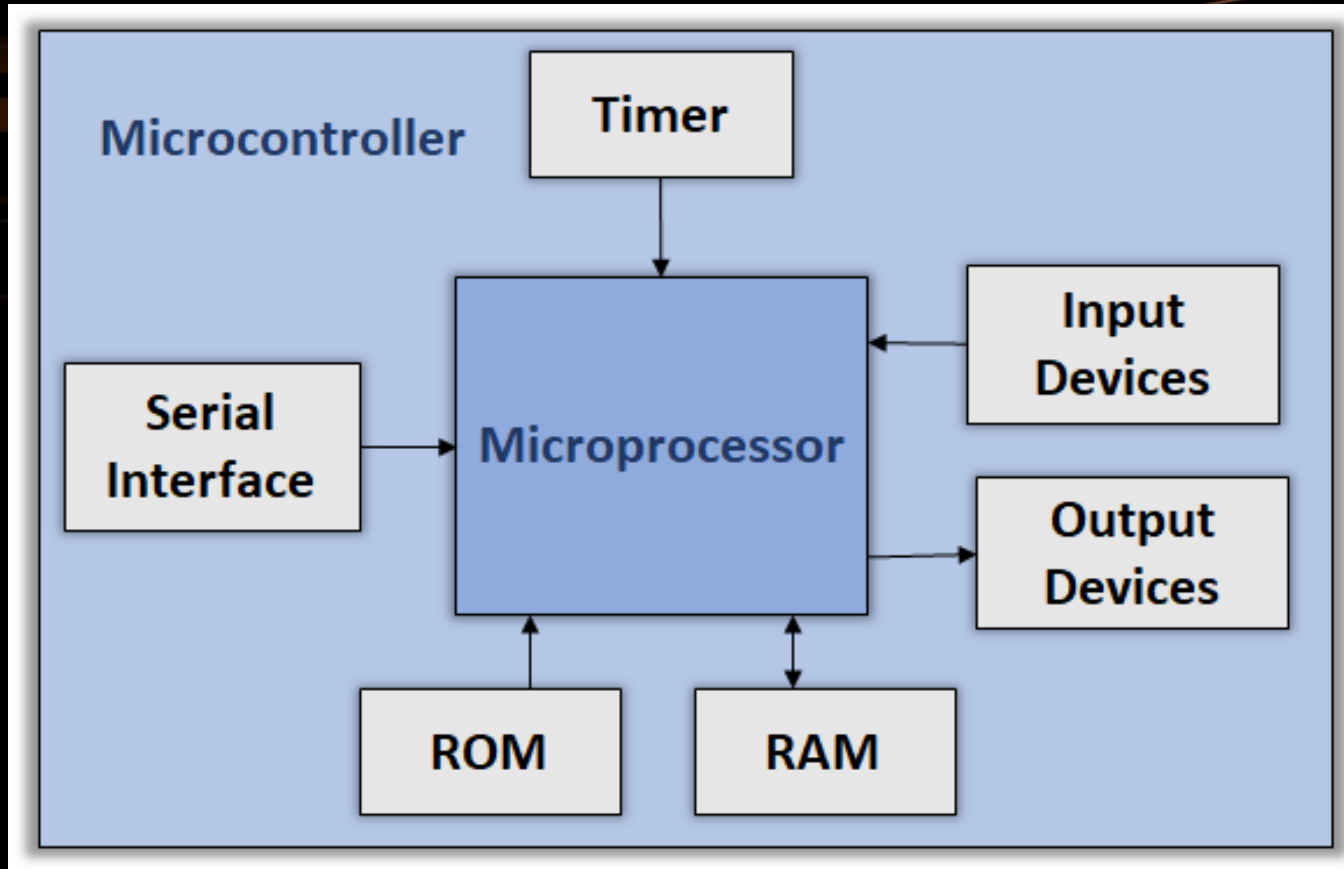 Timer
Microcontroller
Input
Devices
Serial
Interface
Microprocessor
Output
Devices
ROM
RAM